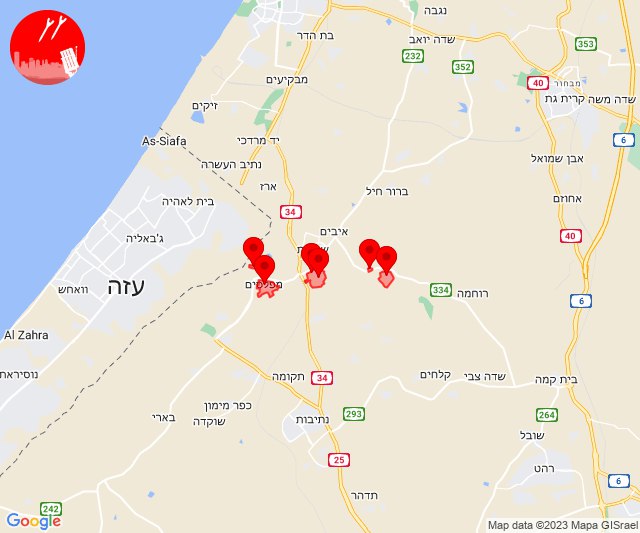 נגבה
בת הדר
שדה יואב
353
232
352
מבקיעים
40
מבחור
קרית גת
שדה משה
זיקים
As-Siafa
יד מרדכי
6
נתיב העשרה
אבן שמואל
ארז
ברור חיל
בית לאהיה
אחוזם
34
איבים
ג'באליה
40
מפלסים
עזה
וואחש
334
רוחמה
6
Al Zahra
נוסיראת
תקומה
34
קלחים
שדה צבי
בית קמה
כפר מימון
293
264
בארי
שוקדה
נתיבות
שובל
25
רהט
6
תדהר
242
Google
Map data ©2023 Mapa GISrael